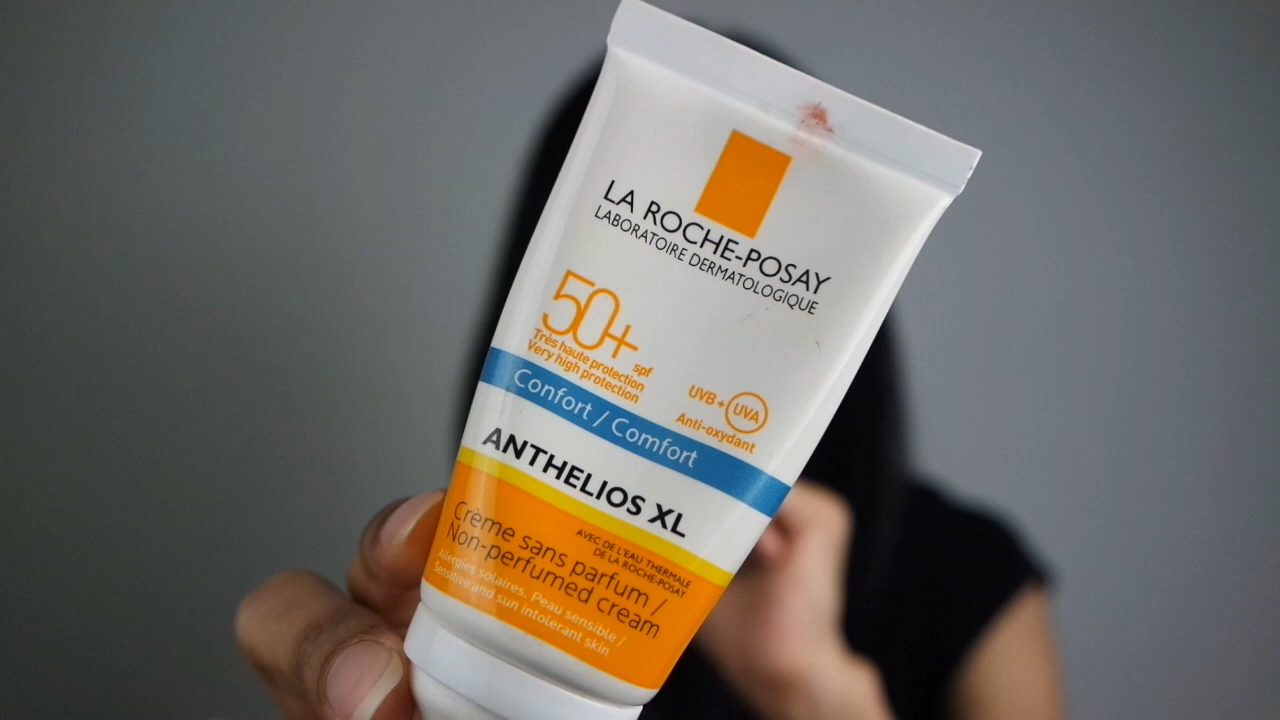 LA ROCHE-POSAY
LABORATOIRE DERMATOLOGIQUE
50+
spf
Très haute protection
Very high protection
UVB+ UVA
Anti-oxydant
Confort / Comfort
ANTHELIOS XL
AVEC DE L'EAU THERMALE
DE LA ROCHE-POSAY
Crème sans parfum /
Non-perfumed cream
Allergies solaires, Peau sensible /
Sensitive and sun intolerant skin